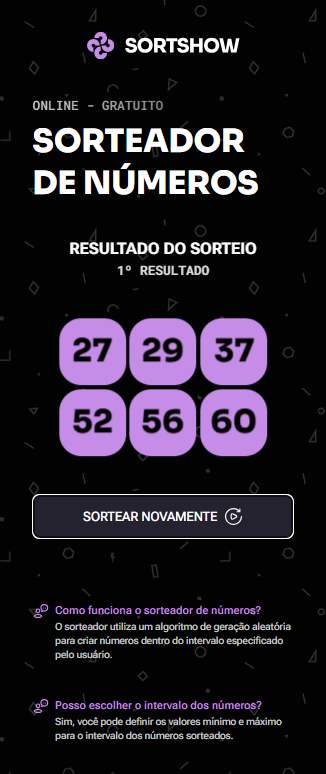 SORTSHOW
ONLINE - GRATUITO
SORTEADOR
DE NÚMEROS
RESULTADO DO SORTEIO
1º RESULTADO
27 29 37
52 56 60
SORTEAR NOVAMENTE
Como funciona o sorteador de números?
O sorteador utiliza um algoritmo de geração aleatória
para criar números dentro do intervalo especificado
pelo usuário.
Posso escolher o intervalo dos números?
Sim, você pode definir os valores mínimo e máximo
para o intervalo dos números sorteados.